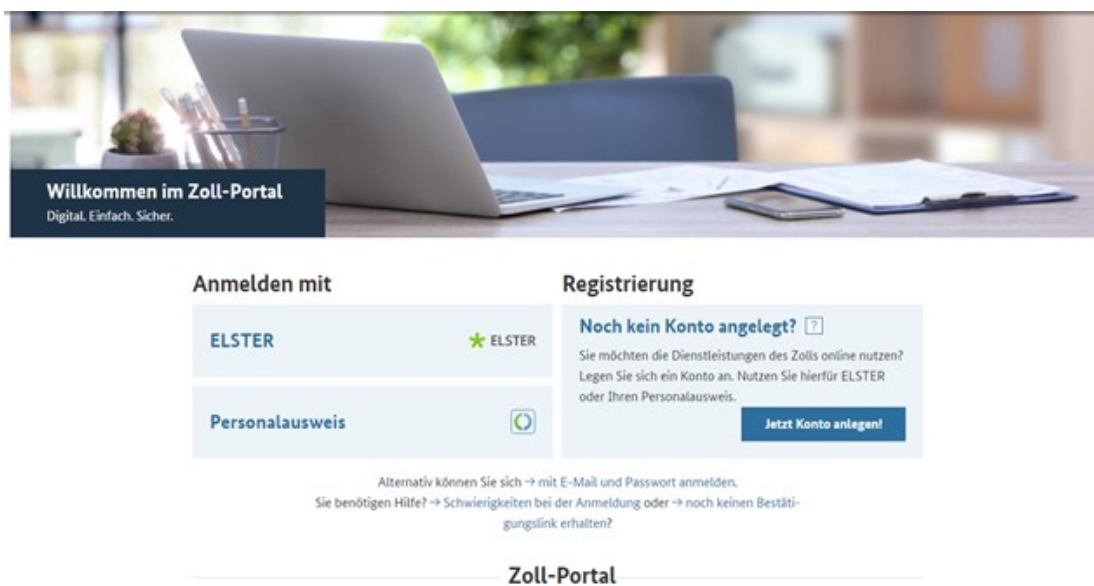 Willkommen im Zoll-Portal
Digital. Einfach. Sicher.
Anmelden mit
ELSTER
ELSTER
Personalausweis
Registrierung
Noch kein Konto angelegt? ?
Sie möchten die Dienstleistungen des Zolls online nutzen?
Legen Sie sich ein Konto an. Nutzen Sie hierfür ELSTER
oder Ihren Personalausweis.
Jetzt Konto anlegen!
Alternativ können Sie sich → mit E-Mail und Passwort anmelden.
Sie benötigen Hilfe? → Schwierigkeiten bei der Anmeldung oder → noch keinen Bestäti-
gungslink erhalten?
Zoll-Portal